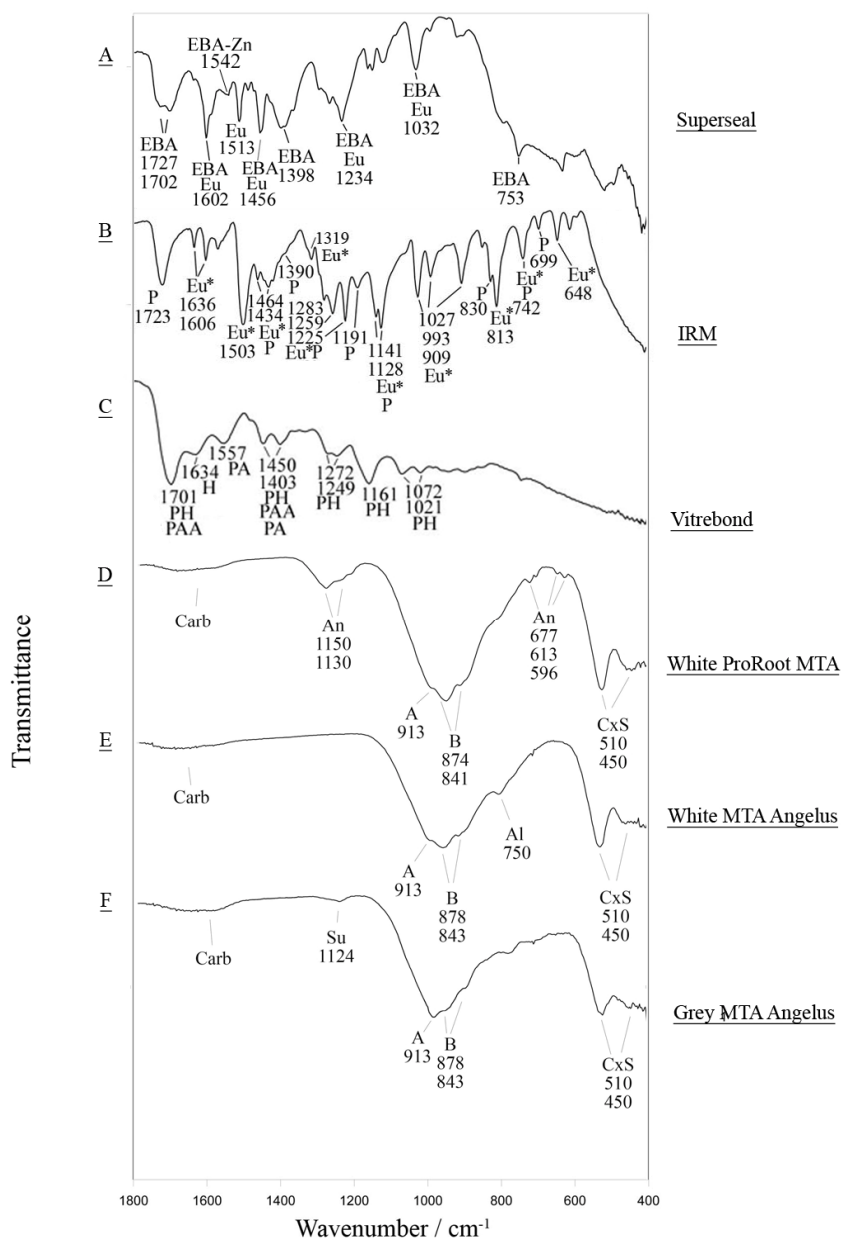 A
EBA-Zn
1542
EBA
1727
1702
EBA
Eu
1602
Eu
1513
EBA
Eu
1456
EBA
1398
EBA
Eu
1234
EBA
Eu
1032
EBA
753
Superseal
B
P
1723
Eu*
1636
1606
Eu*
1503
1464
1434
Eu*
P
1390
P
1319
Eu*
1283
1259
1225
Eu*P
1191
P
1141
1128
Eu*
P
1027
993
909
Eu*
P
830
Eu*
813
P
699
Eu*
P
742
Eu*
648
IRM
C
1701
PH
PAA
1634
H
1557
PA
1450
1403
PH
PAA
PA
1272
1249
PH
1161
PH
1072
1021
PH
Vitrebond
D
Carb
An
1150
1130
A
913
B
874
841
An
677
613
596
CxS
510
450
White ProRoot MTA
E
Carb
A
913
B
878
843
Al
750
CxS
510
450
White MTA Angelus
F
Carb
Su
1124
A
913
B
878
843
CxS
510
450
Grey MTA Angelus
Transmittance
1800 1600 1400 1200 1000 800 600 400
Wavenumber / cm⁻¹